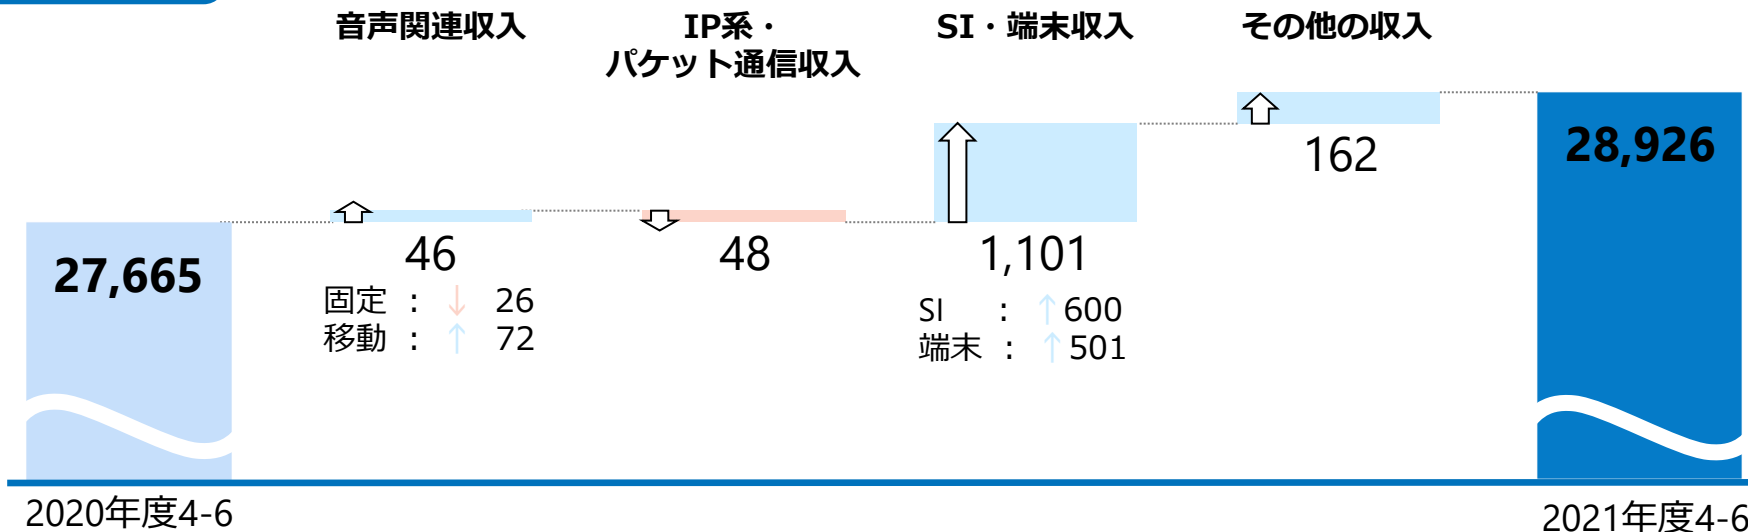 音声関連収入
IP系・
パケット通信収入
SI・端末収入
その他の収入
27,665
46
固定 : ↓ 26
移動 : ↑ 72
48
1,101
SI : ↑600
端末 : ↑501
162
28,926
2020年度4-6
2021年度4-6